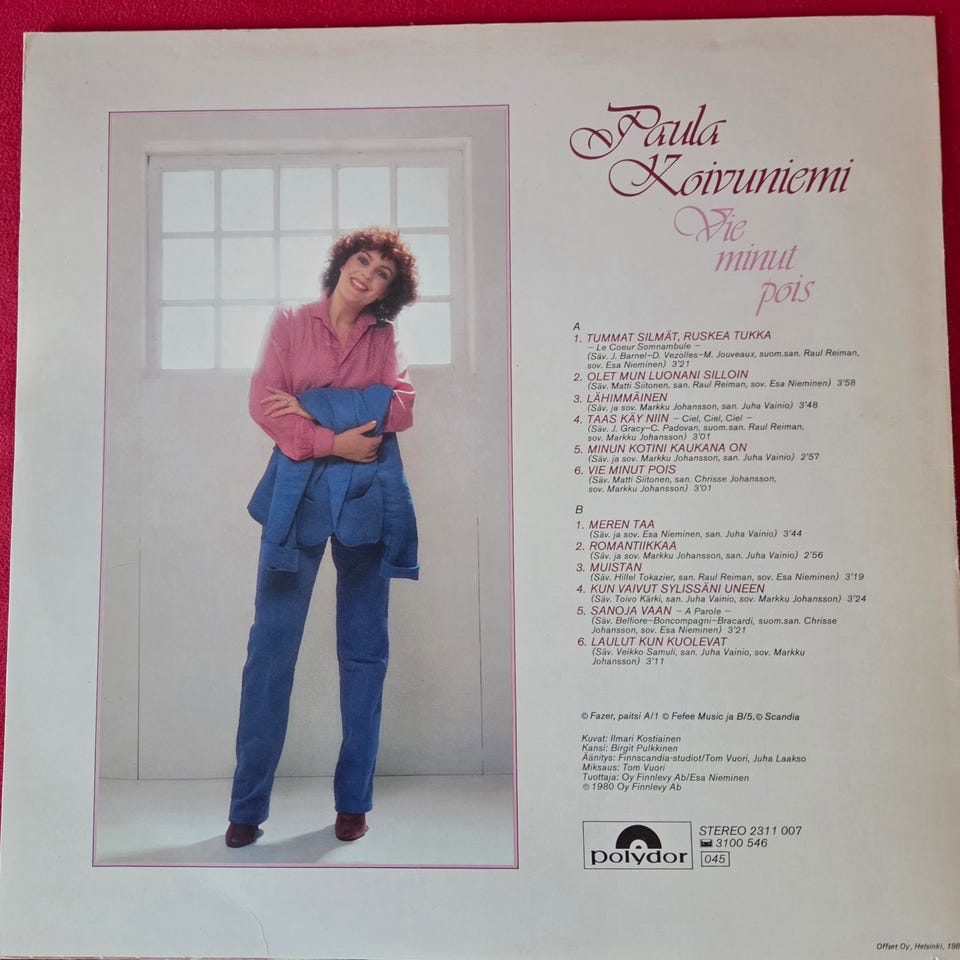 Paula
Koivuniemi
Vie
minut
pois
A
1. TUMMAT SILMÄT, RUSKEA TUKKA
– Le Coeur Somnambule –
(Säv. J. Barnel–D. Vezolles–M. Jouveaux, suom.san. Raul Reiman,
sov. Esa Nieminen) 3'21
2. OLET MUN LUONANI SILLOIN
(Säv. Matti Siitonen, san. Raul Reiman, sov. Esa Nieminen) 3'58
3. LÄHIMMÄINEN
(Säv. ja sov. Markku Johansson, san. Juha Vainio) 3'48
4. TAAS KÄY NIIN – Ciel, Ciel, Ciel –
(Säv. J. Gracy–C. Padovan, suom.san. Raul Reiman,
sov. Markku Johansson) 3'01
5. MINUN KOTINI KAUKANA ON
(Säv. ja sov. Markku Johansson, san. Juha Vainio) 2'57
6. VIE MINUT POIS
(Säv. Matti Siitonen, san. Chrisse Johansson,
sov. Markku Johansson) 3'01
B
1. MEREN TAA
(Säv. ja sov. Esa Nieminen, san. Juha Vainio) 3'44
2. ROMANTIIKKAA
(Säv. ja sov. Markku Johansson, san. Juha Vainio) 2'56
3. MUISTAN
(Säv. Hillel Tokazier, san. Raul Reiman, sov. Esa Nieminen) 3'19
4. KUN VAIVUT SYLISSÄNI UNEEN
(Säv. Toivo Kärki, san. Juha Vainio, sov. Markku Johansson) 3'24
5. SANOJA VAAN – A Parole –
(Säv. Belfiore–Boncompagni–Bracardi, suom.san. Chrisse
Johansson, sov. Esa Nieminen) 3'21
6. LAULUT KUN KUOLEVAT
(Säv. Veikko Samuli, san. Juha Vainio, sov. Markku
Johansson) 3'11
© Fazer, paitsi A/1 © Fefee Music ja B/5,© Scandia
Kuvat: Ilmari Kostiainen
Kansi: Birgit Pulkkinen
Äänitys: Finnscandia-studiot/Tom Vuori, Juha Laakso
Miksaus: Tom Vuori
Tuottaja: Oy Finnlevy Ab/Esa Nieminen
℗ 1980 Oy Finnlevy Ab
polydor
STEREO 2311 007
3100 546
045
Offset Oy, Helsinki, 198